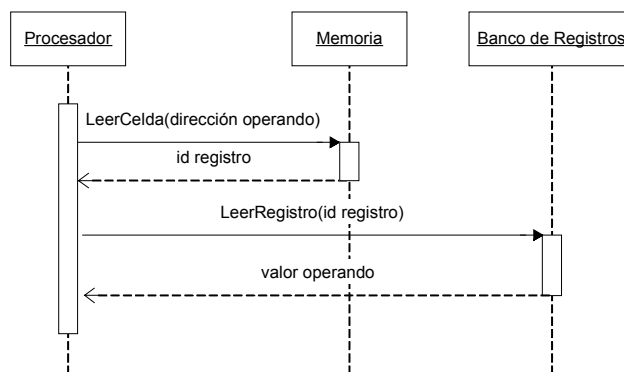 Procesador
Memoria
Banco de Registros
LeerCelda(dirección operando)
id registro
LeerRegistro(id registro)
valor operando